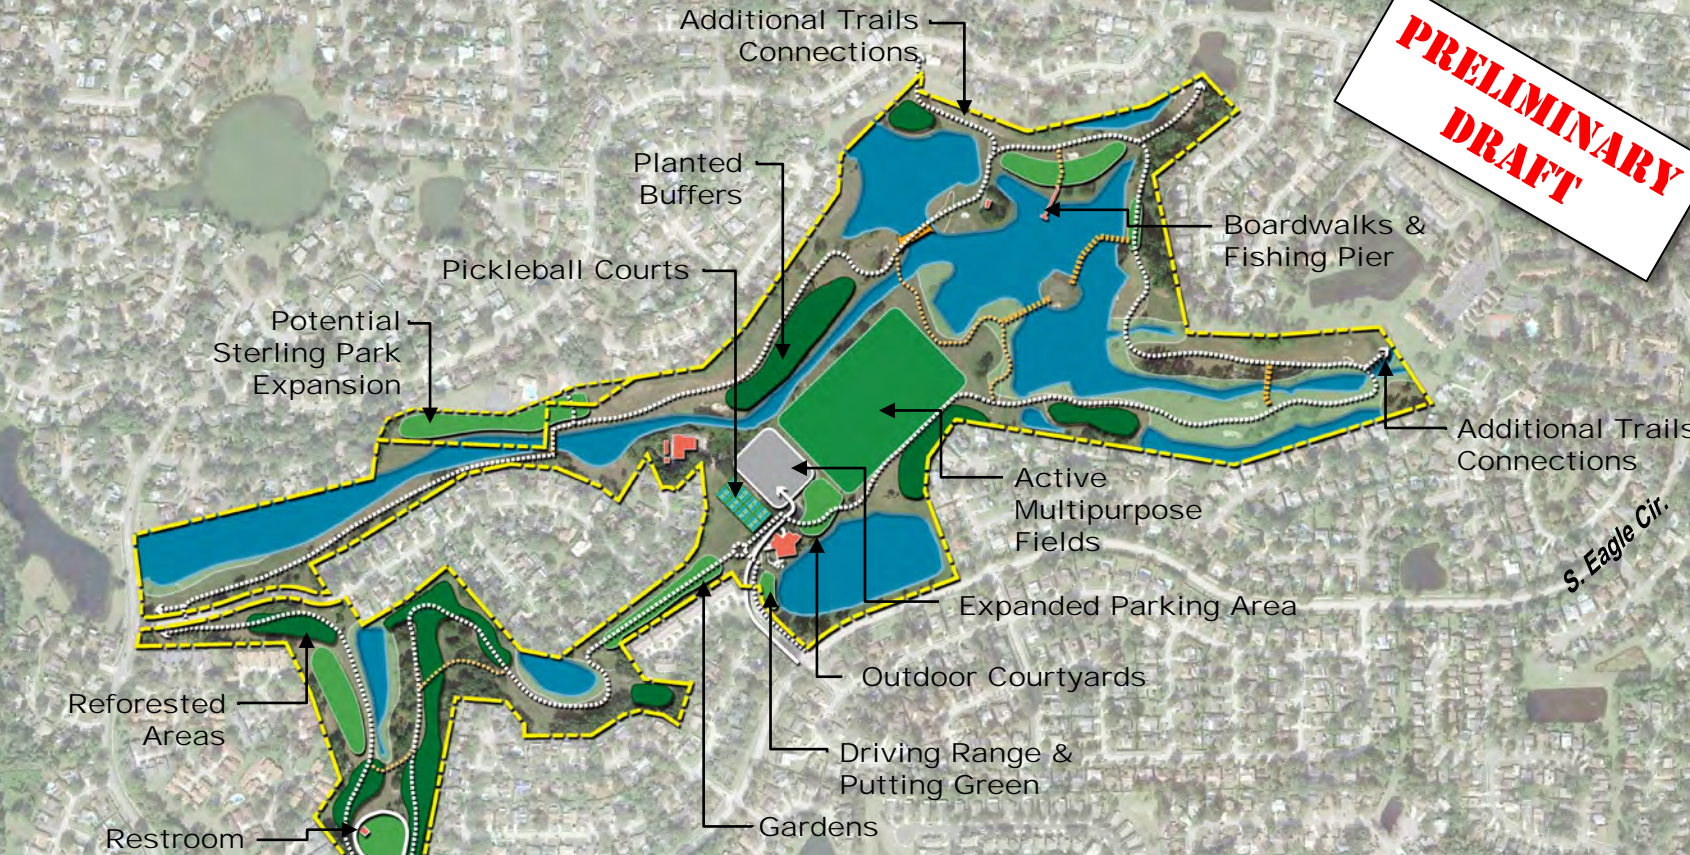 Additional Trails
Connections
PRELIMINARY
DRAFT
Planted
Buffers
Boardwalks &
Fishing Pier
Pickleball Courts
Potential
Sterling Park
Expansion
Additional Trails
Connections
Active
Multipurpose
Fields
S. Eagle Cir.
Expanded Parking Area
Outdoor Courtyards
Reforested
Areas
Driving Range &
Putting Green
Gardens
Restroom